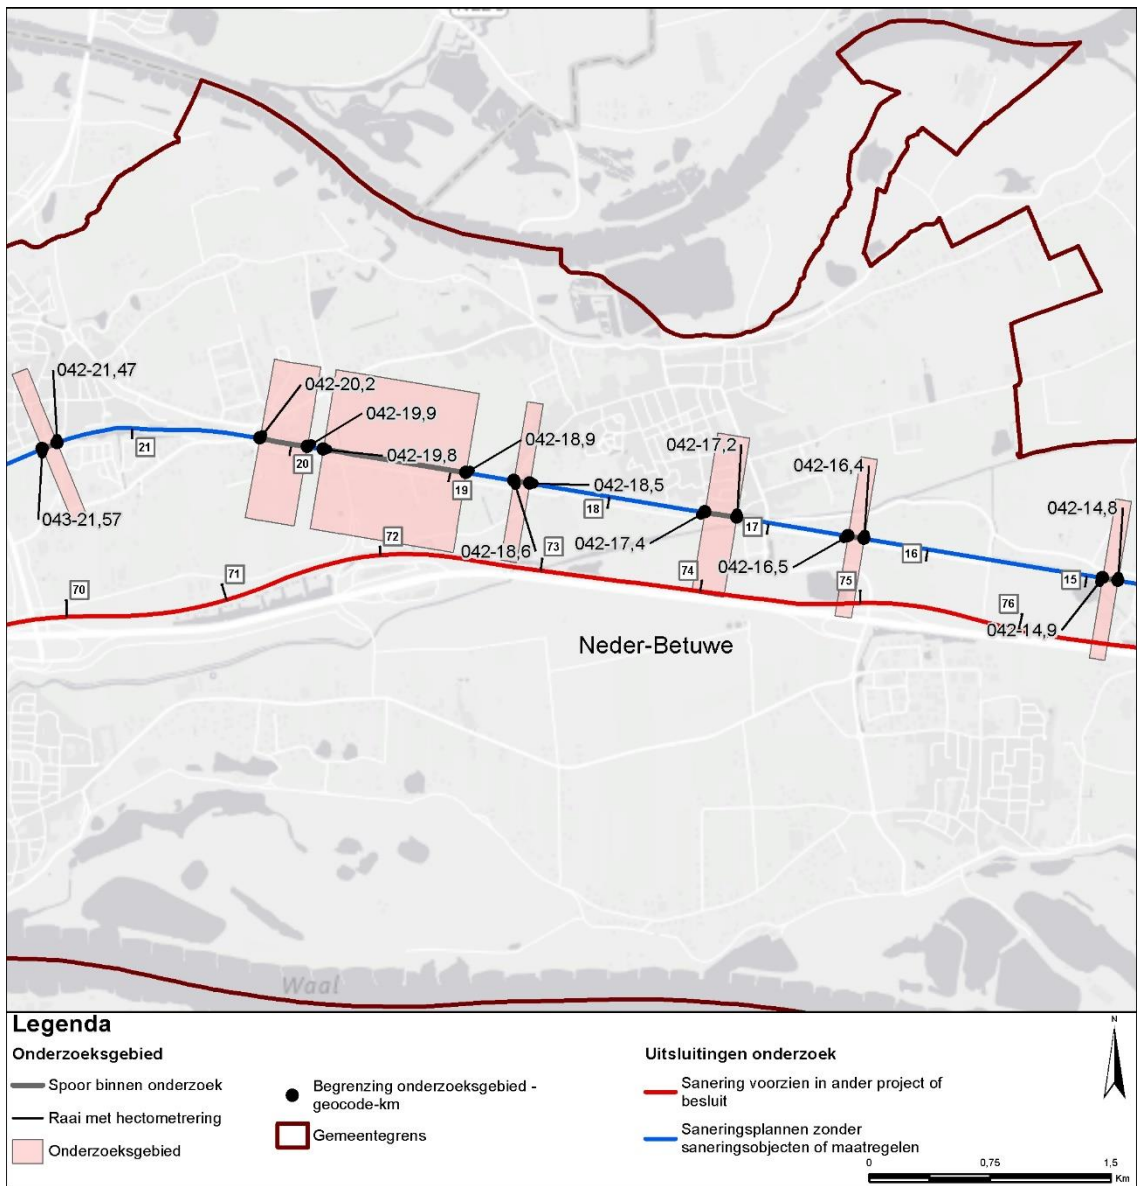 042-21,47
042-20,2
042-19,9
042-18,9
042-17,2
21
20
042-19,8
042-16,4
19
042-18,5
18
17
042-14,8
043-21,57
042-18,6
042-17,4
16
72
73
042-16,5
15
71
74
75
70
76
042-14,9
Neder-Betuwe
Waal
Legenda
Onderzoeksgebied
Spoor binnen onderzoek
Raai met hectometrering
Onderzoeksgebied
Begrenzing onderzoeksgebied -
geocode-km
Gemeentegrens
Uitsluitingen onderzoek
Sanering voorzien in ander project of
besluit
Saneringsplannen zonder
saneringsobjecten of maatregelen
N
0 0,75 1,5
Km